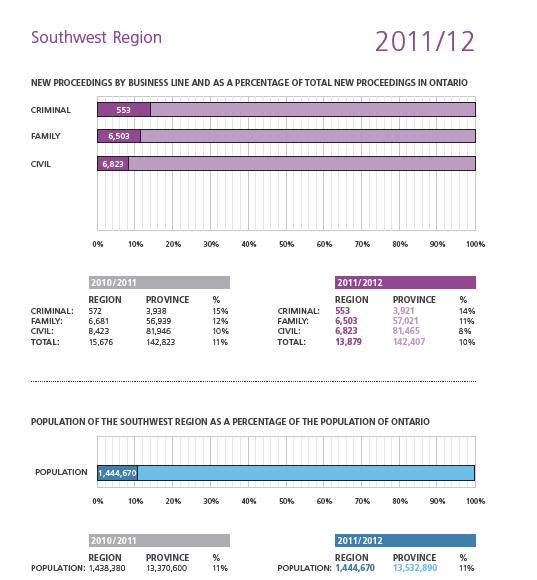 Southwest Region 2011/12
NEW PROCEEDINGS BY BUSINESS LINE AND AS A PERCENTAGE OF TOTAL NEW PROCEEDINGS IN ONTARIO
CRIMINAL 553
FAMILY 6,503
CIVIL 6,823
0% 10% 20% 30% 40% 50% 60% 70% 80% 90% 100%
2010/2011 2011/2012
REGION PROVINCE % REGION PROVINCE %
CRIMINAL: 572 3,938 15% CRIMINAL: 553 3,921 14%
FAMILY: 6,681 56,939 12% FAMILY: 6,503 57,021 11%
CIVIL: 8,423 81,946 10% CIVIL: 6,823 81,465 8%
TOTAL: 15,676 142,823 11% TOTAL: 13,879 142,407 10%
POPULATION OF THE SOUTHWEST REGION AS A PERCENTAGE OF THE POPULATION OF ONTARIO
POPULATION 1,444,670
0% 10% 20% 30% 40% 50% 60% 70% 80% 90% 100%
2010/2011 2011/2012
REGION PROVINCE % REGION PROVINCE %
POPULATION: 1,438,380 13,370,600 11% POPULATION: 1,444,670 13,532,890 11%